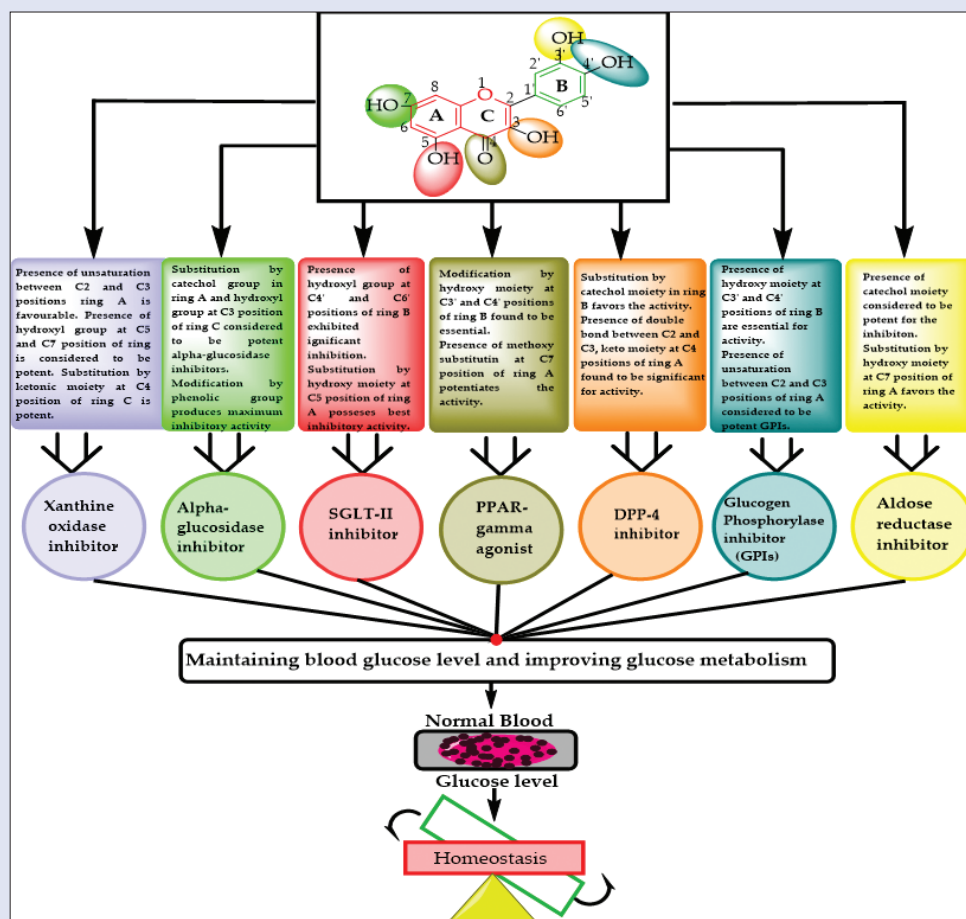 OH
3'
4'
OH
2'
B
1'
5'
6'
O
1
8
7
HO
A
C
2
6
3
OH
5
4
OH
O
Presence of unsaturation
between C2 and C3
positions ring A is
favourable. Presence of
hydroxyl group at C5
and C7 position of ring
is considered to be
potent. Substitution by
ketonic moiety at C4
position of ring C is
potent.
Substitution by
catechol group in
ring A and hydroxyl
group at C3 position
of ring C considered
to be potent
alpha-glucosidase
inhibitors.
Modification by
phenolic group
produces maximum
inhibitory activity
Presence of
hydroxyl group at
C4' and C6'
positions of ring B
exhibited
ignificant
inhibition.
Substitution by
hydroxy moiety at
C5 position of ring
A posseses best
inhibitory activity.
Modification by
hydroxy moiety at
C3' and C4' positions
of ring B found to be
essential.
Presence of methoxy
substitutin at C7
position of ring A
potentiates the
activity.
Substitution by
catechol moiety in ring
B favors the activity.
Presence of double
bond between C2 and
C3, keto moiety at C4
positions of ring A
found to be significant
for activity.
Presence of
hydroxy moiety at
C3' and C4'
positions of ring B
are essential for
activity.
Presence of
unsaturation
between C2 and C3
positions of ring A
considered to be
potent GPIs.
Presence of
catechol moiety
considered to be
potent for the
inhibiton.
Substitution by
hydroxy moiety
at C7 position of
ring A favors the
activity.
Xanthine
oxidase
inhibitor
Alpha-
glucosidase
inhibitor
SGLT-II
inhibitor
PPAR-
gamma
agonist
DPP-4
inhibitor
Glucogen
Phosphorylase
inhibitor
(GPIs)
Aldose
reductase
inhibitor
Maintaining blood glucose level and improving glucose metabolism
Normal Blood
Glucose level
Homeostasis